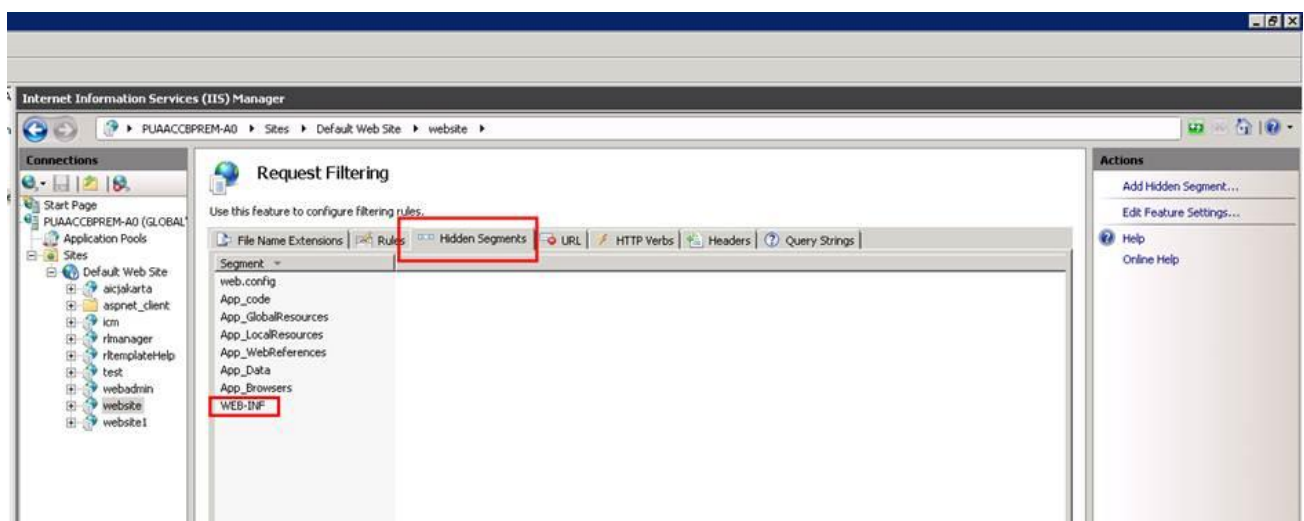 Internet Information Services (IIS) Manager
PUAACCBPREM-A0 Sites Default Web Site website
Connections
Start Page
PUAACCBPREM-A0 (GLOBAL
Application Pools
Sites
Default Web Site
aicjakarta
aspnet_client
icm
rlmanager
rltemplateHelp
test
webadmin
website
website1
Request Filtering
Use this feature to configure filtering rules.
File Name Extensions Rules Hidden Segments URL HTTP Verbs Headers Query Strings
Segment
web.config
App_code
App_GlobalResources
App_LocalResources
App_WebReferences
App_Data
App_Browsers
WEB-INF
Actions
Add Hidden Segment...
Edit Feature Settings...
Help
Online Help